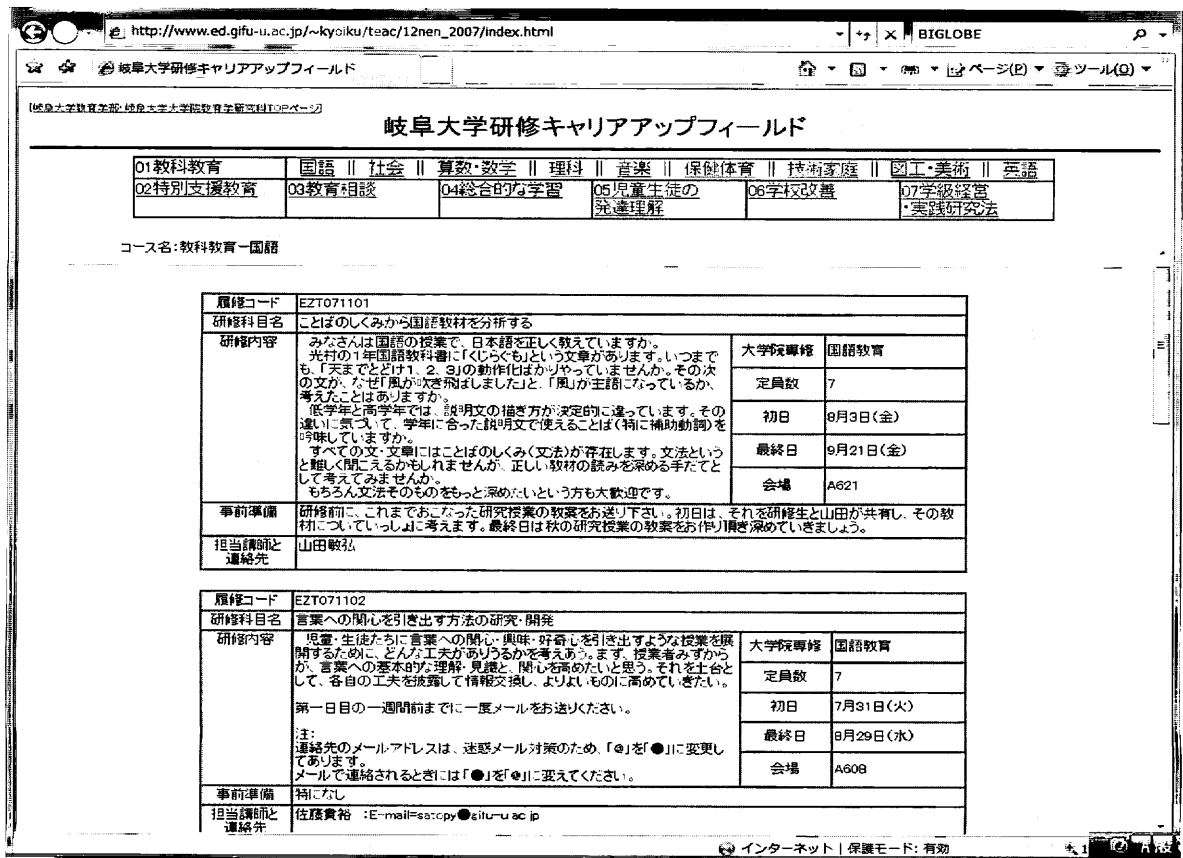 http://www.ed.gifu-u.ac.jp/~kyoiku/teac/12nen_2007/index.html
BIGLOBE
岐阜大学研修キャリアアップフィールド
ページ(P)
ツール(O)
[岐阜大学教育学部・岐阜大学大学院教育学研究科TOPページ]
岐阜大学研修キャリアアップフィールド
01教科教育 国語 || 社会 || 算数・数学 || 理科 || 音楽 || 保健体育 || 技術家庭 || 図工・美術 || 英語
02特別支援教育 03教育相談 04総合的な学習 05児童生徒の 06学校改善 07学級経営
発達理解 ・実践研究法
コース名:教科教育ー国語
履修コード EZT071101
研修科目名 ことばのしくみから国語教材を分析する
研修内容 みなさんは国語の授業で、日本語を正しく教えていますか。
光村の1年国語教科書に「くじらぐも」という文章があります。いつまで
も、「天までとどけ1、2、3」の動作化ばかりやっていませんか。その次
の文が、なぜ「風が吹き飛ばしました」と、「風」が主語になっているか、
考えたことはありますか。
低学年と高学年では、説明文の描き方が決定的に違っています。その
違いに気づいて、学年に合った説明文で使えることば(特に補助動詞)を
吟味していますか。
すべての文・文章にはことばのしくみ(文法)が存在します。文法という
と難しく聞こえるかもしれませんが、正しい教材の読みを深める手だてと
して考えてみませんか。
もちろん文法そのものをもっと深めたいという方も大歓迎です。
大学院専修 国語教育
定員数 7
初日 8月3日(金)
最終日 9月21日(金)
会場 A621
事前準備 研修前に、これまでおこなった研究授業の教案をお送り下さい。初日は、それを研修生と山田が共有し、その教
材についていっしょに考えます。最終日は秋の研究授業の教案をお作り頂き深めていきましょう。
担当講師と 山田敏弘
連絡先
履修コード EZT071102
研修科目名 言葉への関心を引き出す方法の研究・開発
研修内容 児童・生徒たちに言葉への関心・興味・好奇心を引き出すような授業を展
開するために、どんな工夫がありうるかを考えあう。まず、授業者みずから
が、言葉への基本的な理解・見識と、関心を高めたいと思う。それを土台と
して、各自の工夫を披露して情報交換し、よりよいものに高めていきたい。
第一日目の一週間前までに一度メールをお送りください。
注:
連絡先のメールアドレスは、迷惑メール対策のため、「@」を「●」に変更し
てあります。
メールで連絡されるときには「●」を「@」に変えてください。
大学院専修 国語教育
定員数 7
初日 7月31日(火)
最終日 8月29日(水)
会場 A608
事前準備 特になし
担当講師と 佐藤貴裕 :E-mail=satopy●gifu-u.ac.jp
連絡先
インターネット | 保護モード: 有効